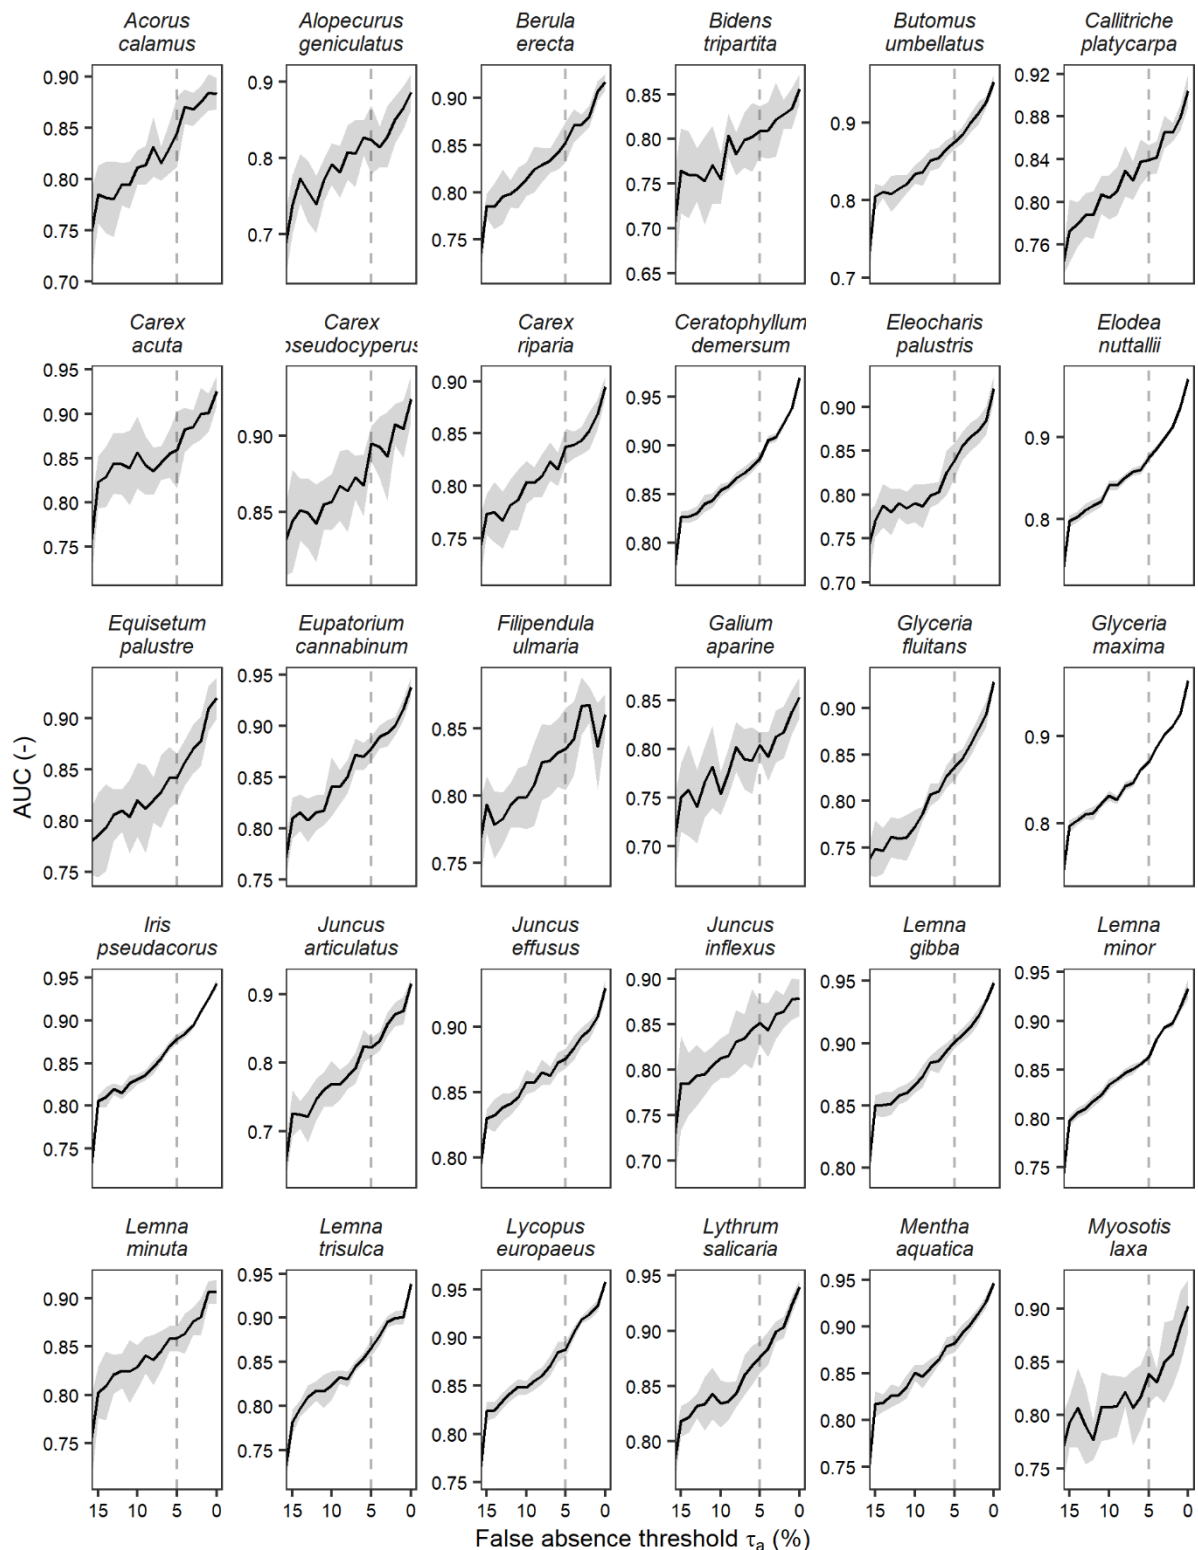 Acorus Alopecurus Berula Bidens Butomus Callitriche
calamus geniculatus erecta tripartita umbellatus platycarpa
0.90 0.9 0.90 0.85 0.9 0.92
0.85 0.8 0.85 0.80 0.8 0.88
0.80 0.7 0.80 0.75 0.7 0.84
0.75 0.75 0.70 0.80
0.70 0.65 0.76
Carex Carex Carex Ceratophyllum Eleocharis Elodea
acuta pseudocyperus riparia demersum palustris nuttallii
0.95 0.90 0.90 0.95 0.90 0.9
0.90 0.85 0.85 0.90 0.85 0.8
0.85 0.80 0.85 0.80
0.80 0.75 0.80 0.75
0.75 0.70
Equisetum Eupatorium Filipendula Galium Glyceria Glyceria
palustre cannabinum ulmaria aparine fluitans maxima
0.90 0.95 0.85 0.85 0.90 0.9
0.85 0.90 0.80 0.80 0.85 0.8
0.80 0.85 0.75 0.75 0.80
0.75 0.80 0.70 0.75
0.75
AUC (-)
Iris Juncus Juncus Juncus Lemna Lemna
pseudacorus articulatus effusus inflexus gibba minor
0.95 0.9 0.90 0.90 0.95 0.95
0.90 0.8 0.85 0.85 0.90 0.90
0.85 0.7 0.80 0.80 0.85 0.85
0.80 0.75 0.80 0.80
0.75 0.70 0.75
Lemna Lemna Lycopus Lythrum Mentha Myosotis
minuta trisulca europaeus salicaria aquatica laxa
0.90 0.95 0.95 0.95 0.95 0.90
0.85 0.90 0.90 0.90 0.90 0.85
0.80 0.85 0.85 0.85 0.85 0.80
0.75 0.80 0.80 0.80 0.80 0.75
0.75 0.75 0.75
15 10 5 0 15 10 5 0 15 10 5 0 15 10 5 0 15 10 5 0 15 10 5 0
False absence threshold τa (%)